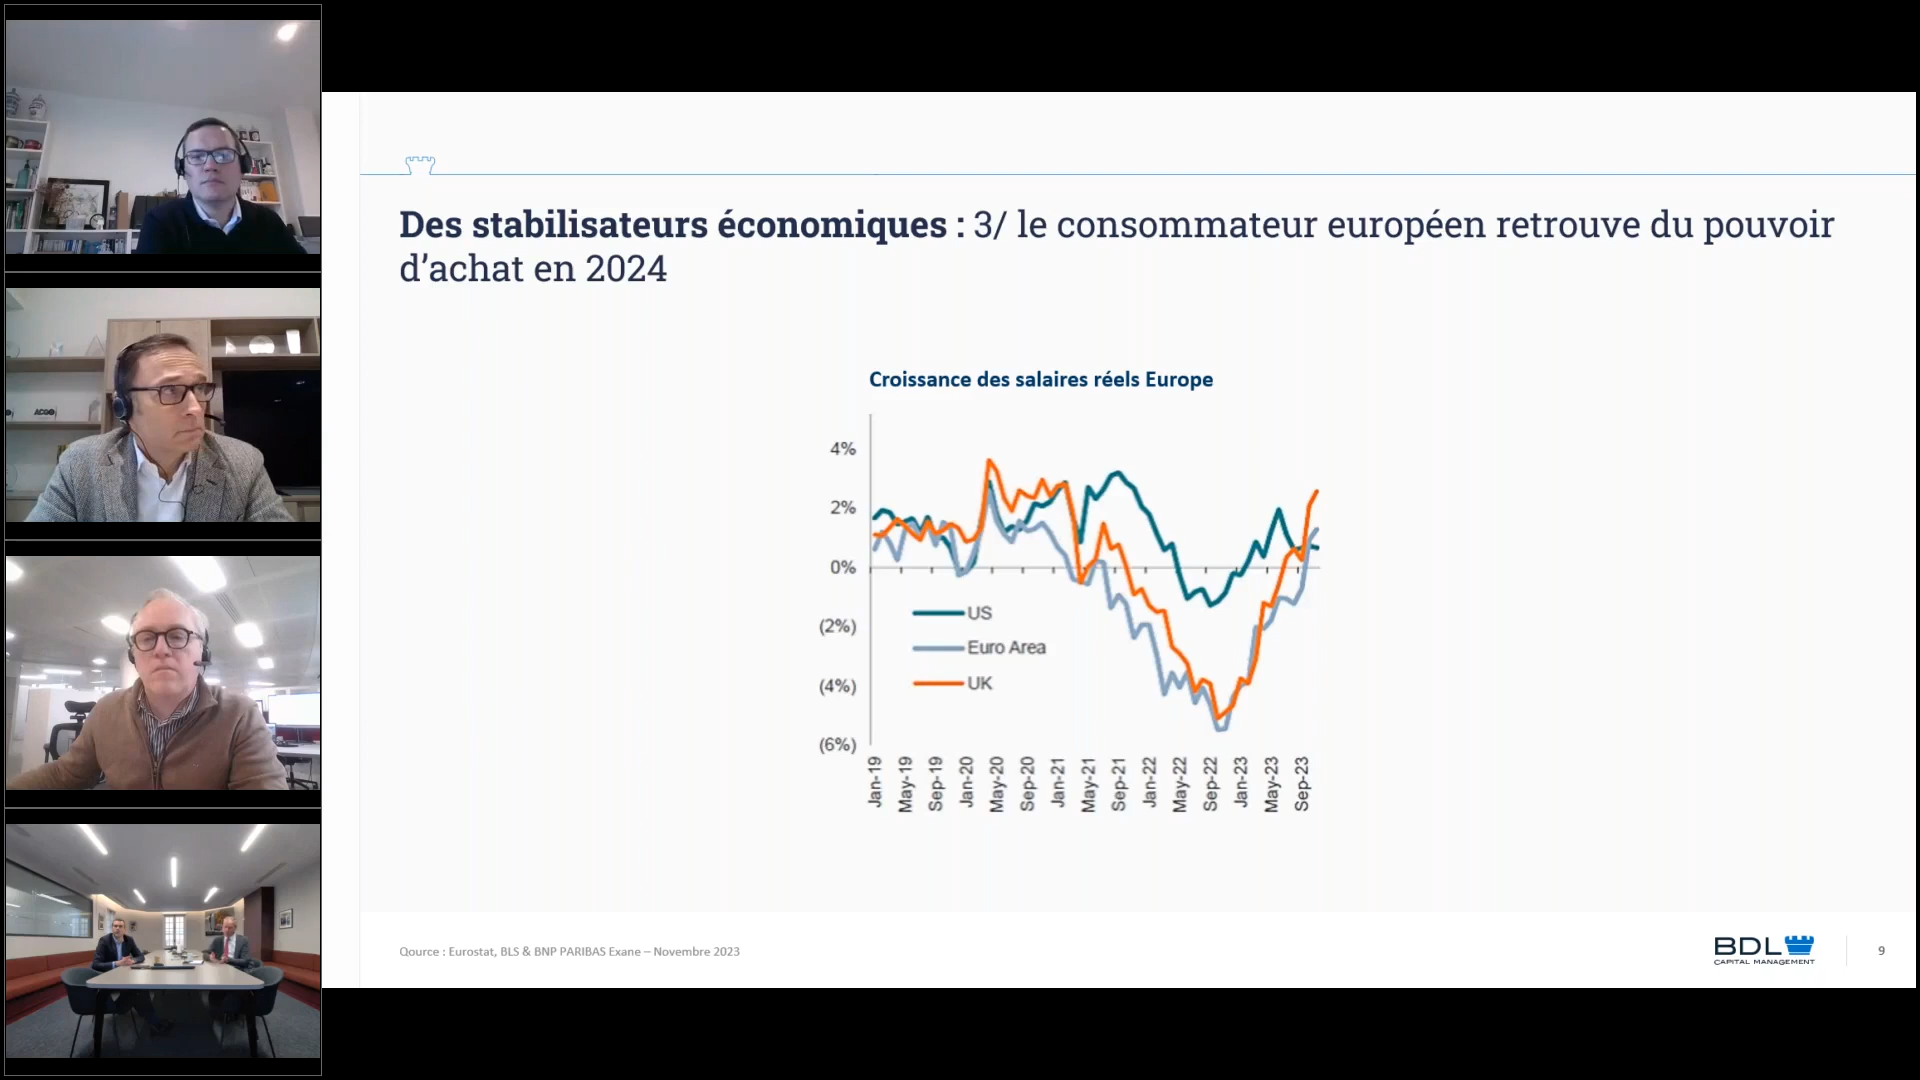 Des stabilisateurs économiques : 3/ le consommateur européen retrouve du pouvoir
d’achat en 2024
Croissance des salaires réels Europe
4%
2%
0%
(2%)
(4%)
(6%)
US
Euro Area
UK
Jan-19
May-19
Sep-19
Jan-20
May-20
Sep-20
Jan-21
May-21
Sep-21
Jan-22
May-22
Sep-22
Jan-23
May-23
Sep-23
Qource : Eurostat, BLS & BNP PARIBAS Exane – Novembre 2023
BDL
CAPITAL MANAGEMENT
9